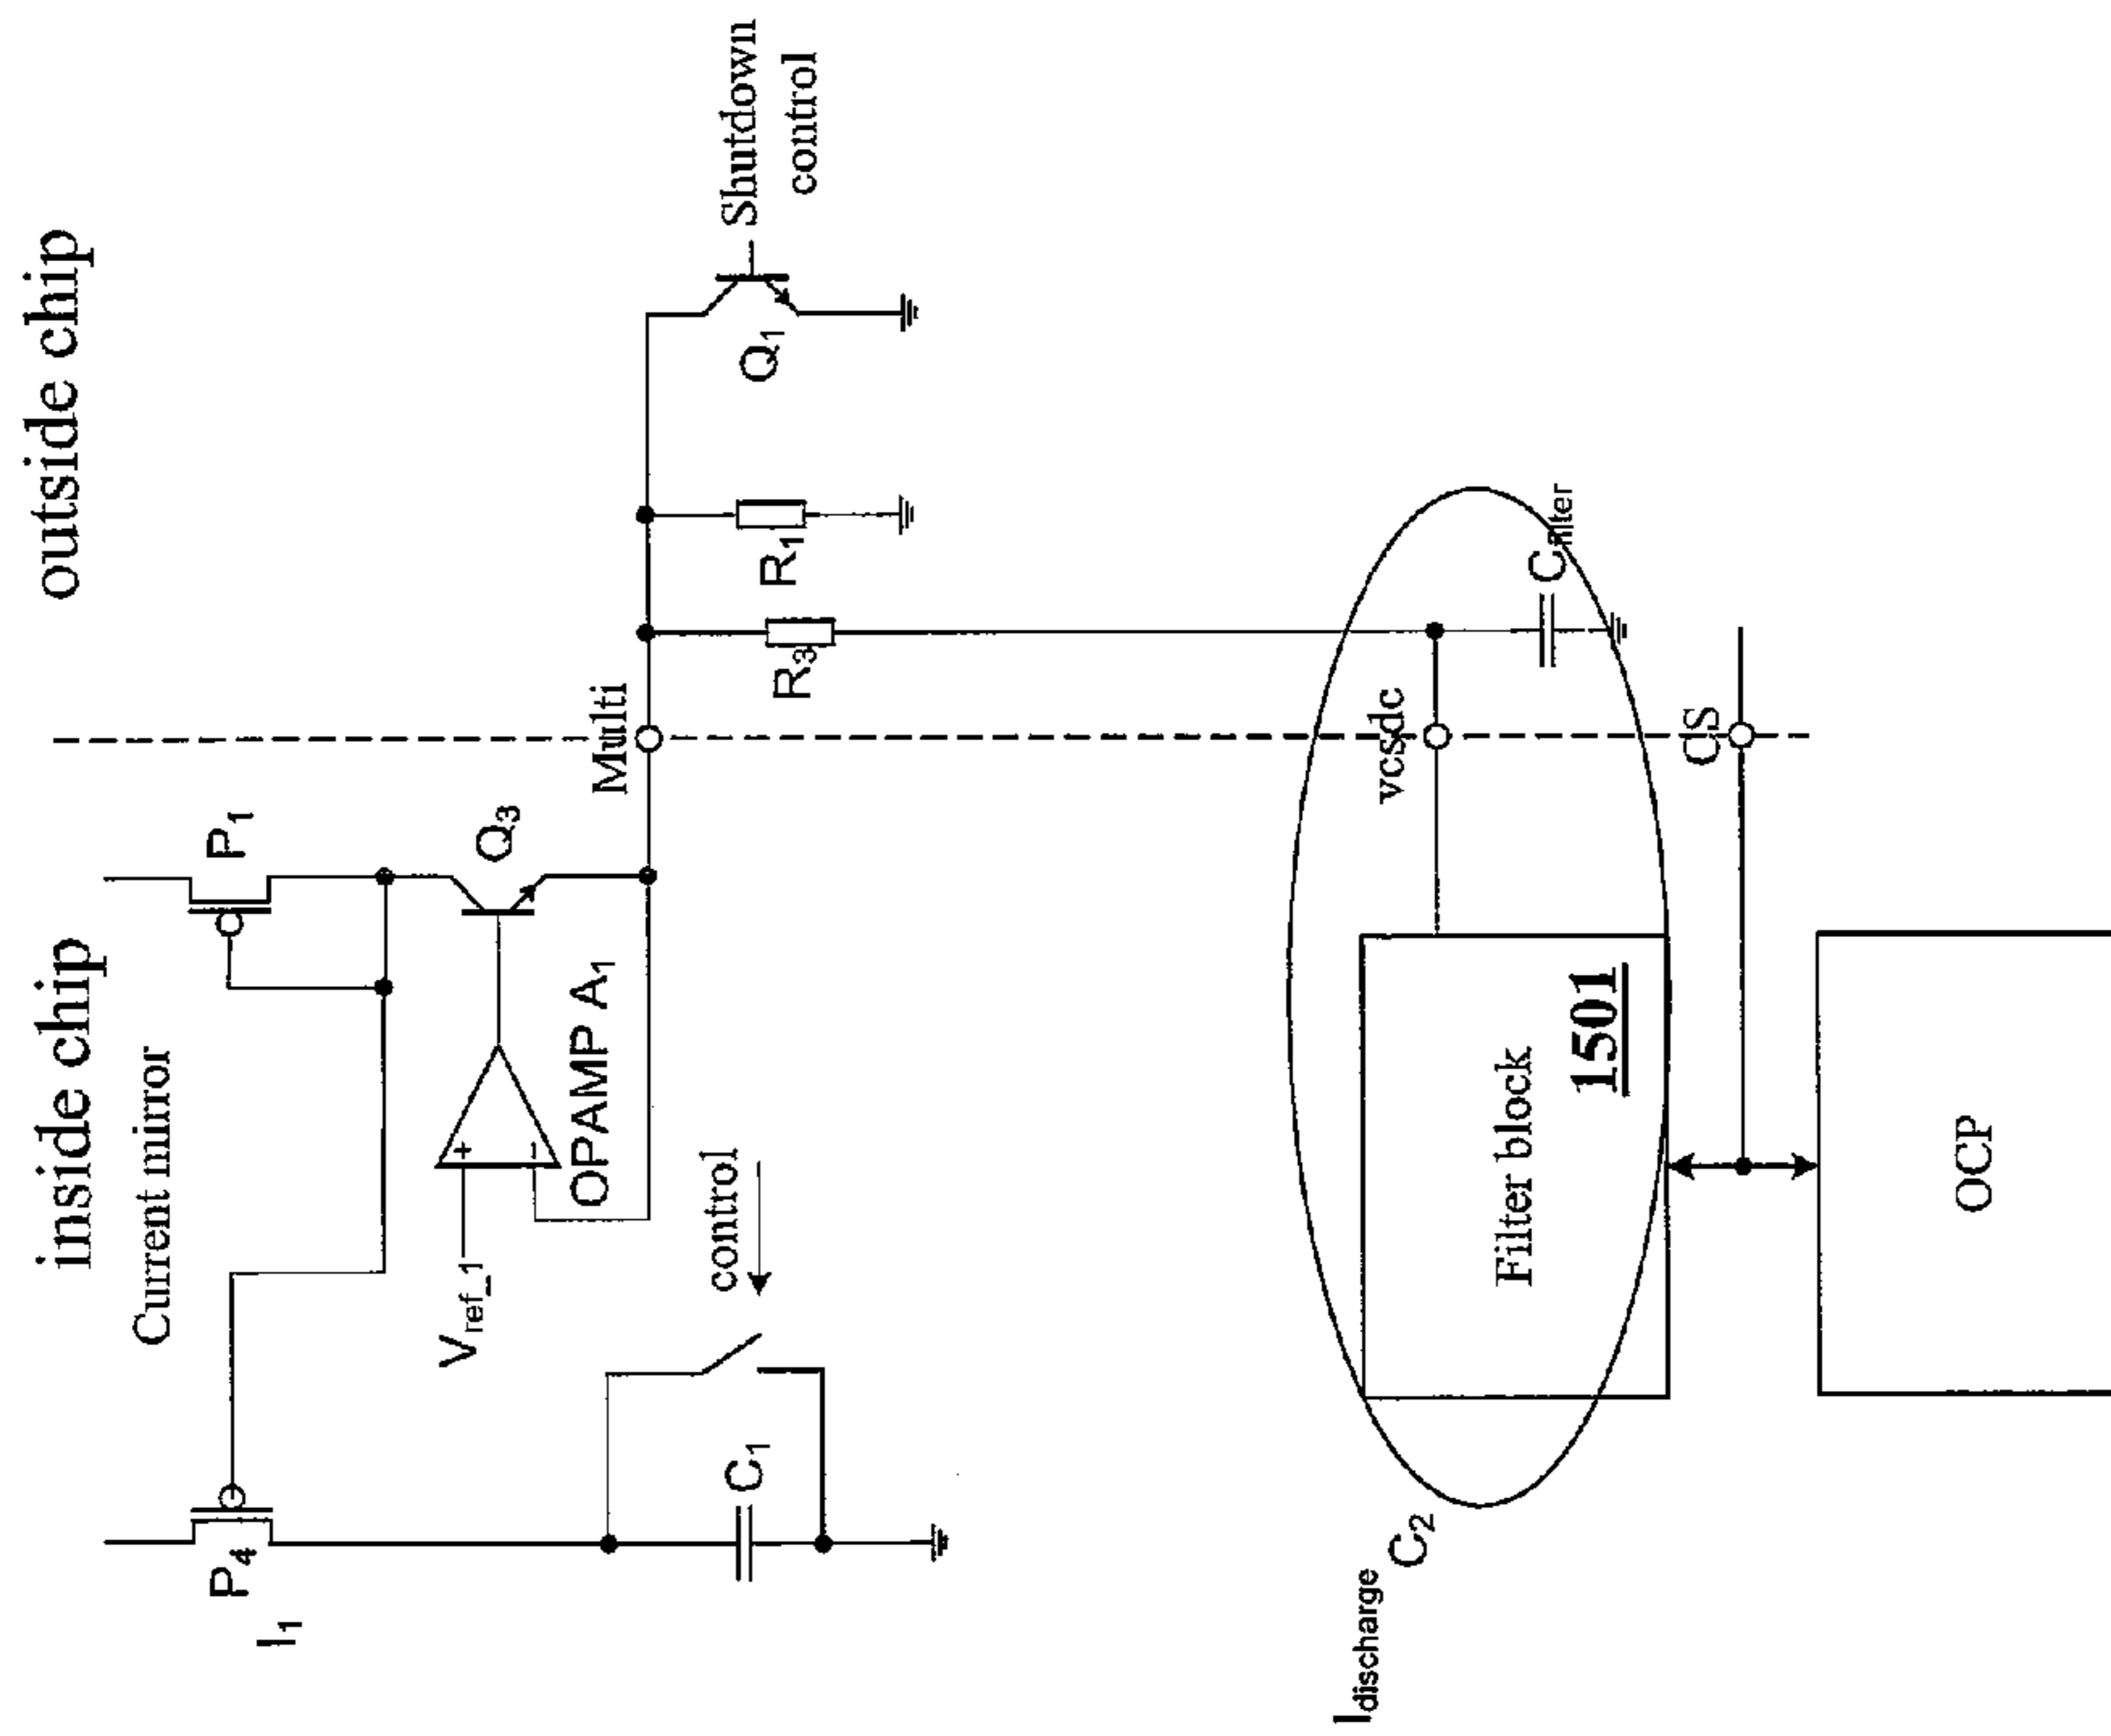 inside chip
outside chip
Current mirror
P4
I1
P1
Q3
Vref_1
+
-
OPAMP A1
Multi
C1
control
R3
R1
Q1
Shutdown
control
Idischarge
C2
Filter block
1501
vcsdc
Cfilter
CS
OCP